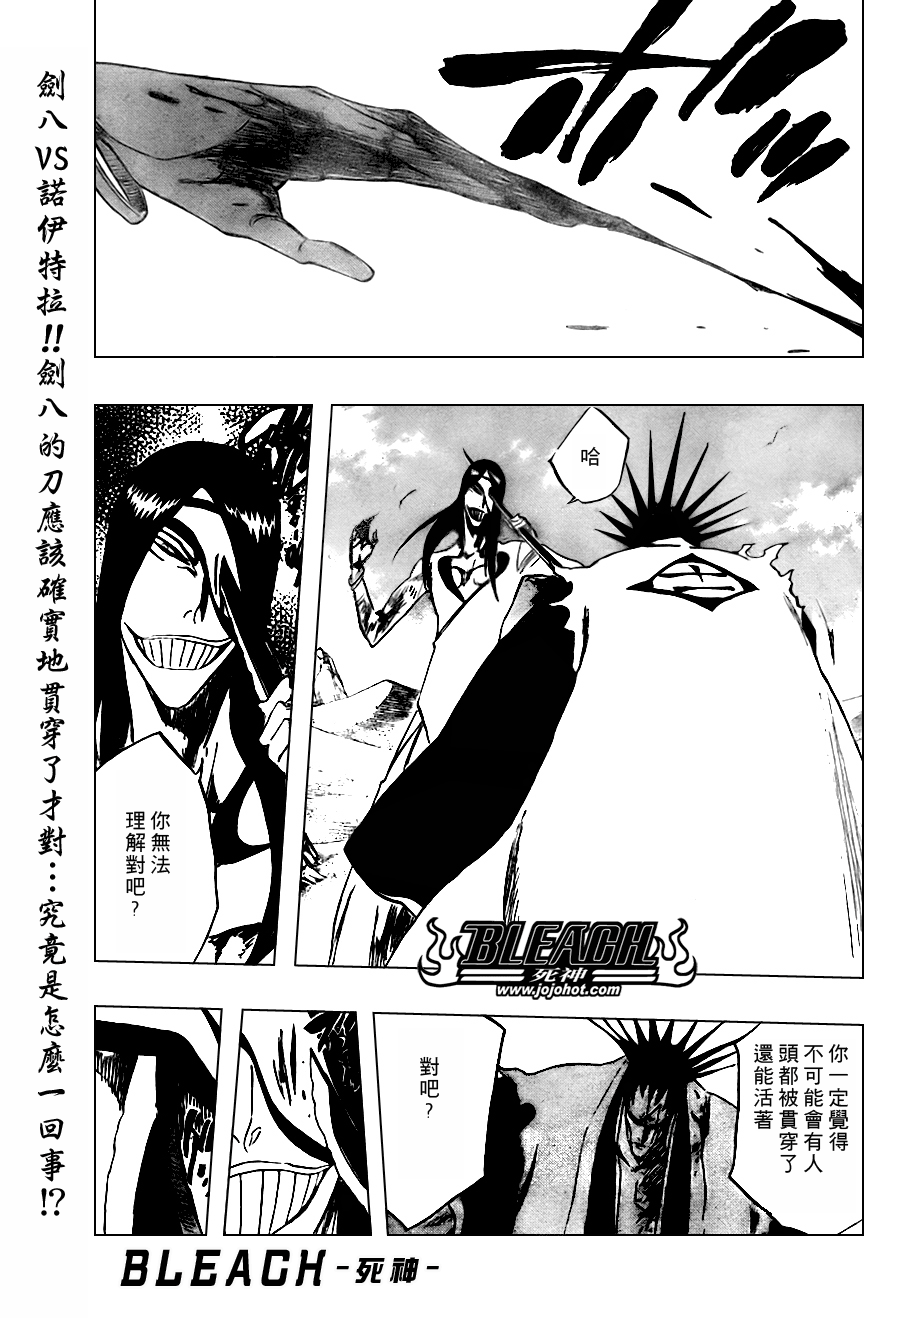 劍八VS諾伊特拉!!劍八的刀應該確實地貫穿了才對…究竟是怎麼一回事!?
哈
你無法
理解對吧?
BLEACH
死神
www.jojohot.com
你一定覺得
不可能會有人
頭都被貫穿了
還能活著
對吧?
BLEACH-死神-